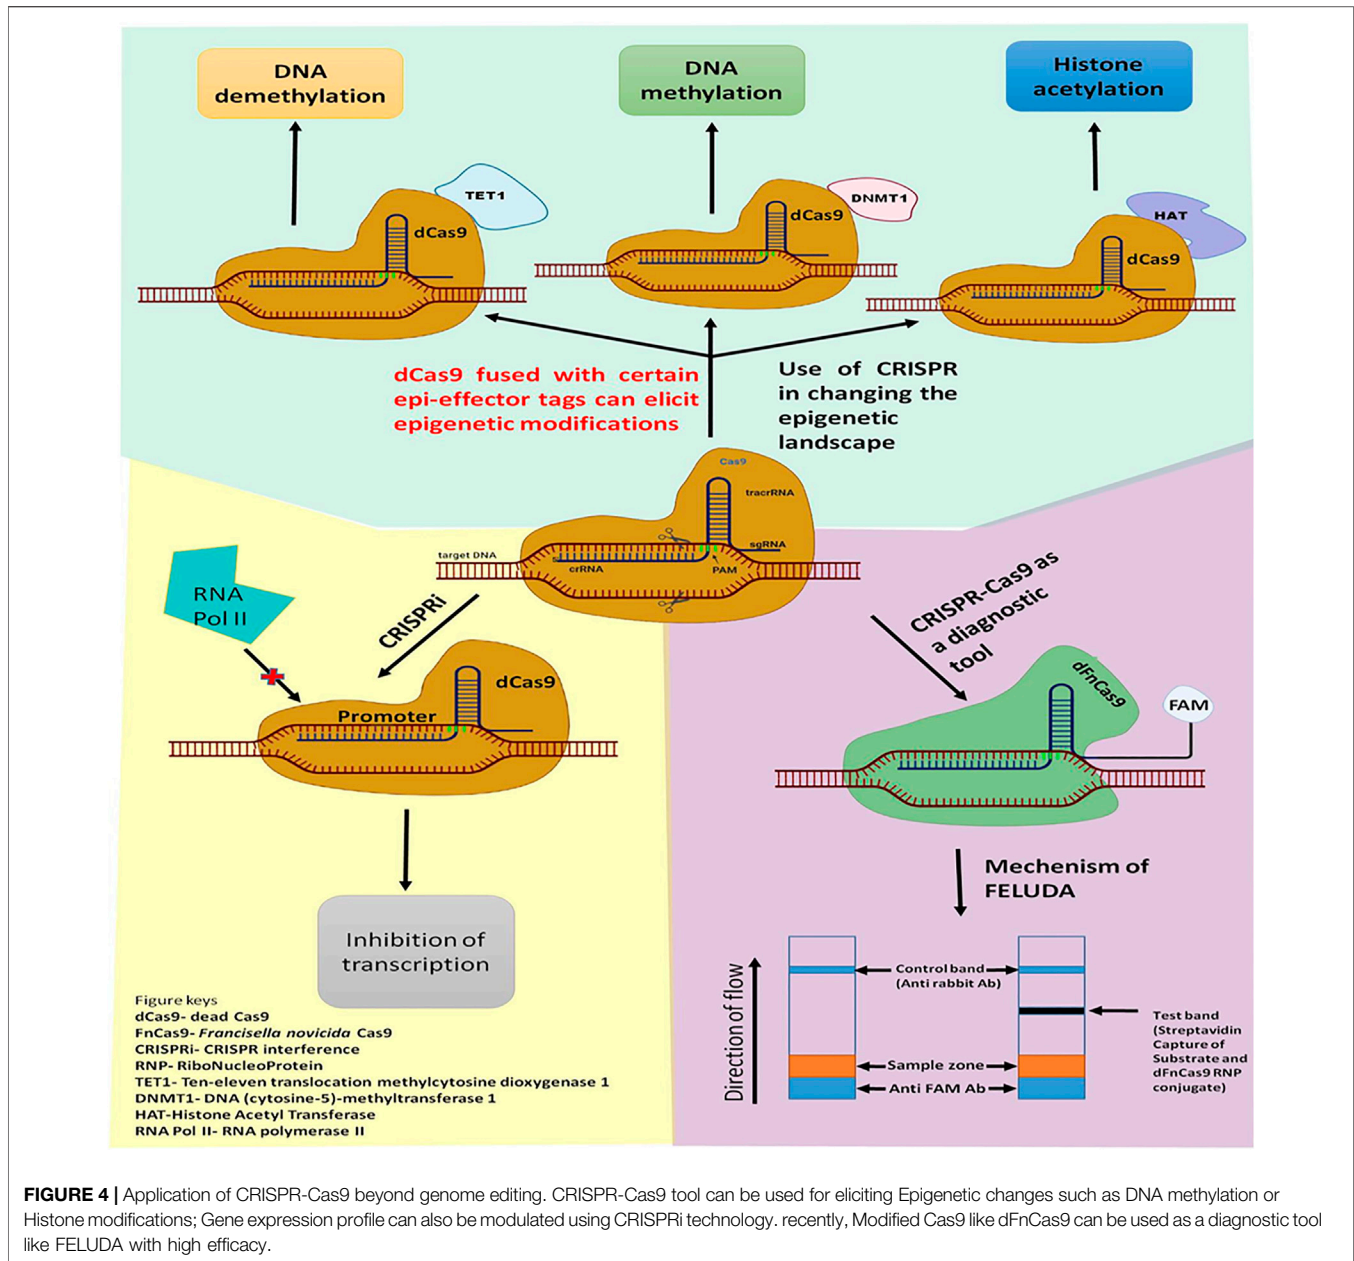 DNA
demethylation
DNA
methylation
Histone
acetylation
TET1
dCas9
DNMT1
dCas9
HAT
dCas9
dCas9 fused with certain
epi-effector tags can elicit
epigenetic modifications
Use of CRISPR
in changing the
epigenetic
landscape
Cas9
tracrRNA
sgRNA
target DNA
crRNA
PAM
RNA
Pol II
CRISPRi
dCas9
Promoter
Inhibition of
transcription
CRISPR-Cas9 as
a diagnostic
tool
dFnCas9
FAM
Mechenism of
FELUDA
Direction of flow
Control band
(Anti rabbit Ab)
Sample zone
Anti FAM Ab
Test band
(Streptavidin
Capture of
Substrate and
dFnCas9 RNP
conjugate)
Figure keys
dCas9- dead Cas9
FnCas9- Francisella novicida Cas9
CRISPRi- CRISPR interference
RNP- RiboNucleoProtein
TET1- Ten-eleven translocation methylcytosine dioxygenase 1
DNMT1- DNA (cytosine-5)-methyltransferase 1
HAT-Histone Acetyl Transferase
RNA Pol II- RNA polymerase II
FIGURE 4 | Application of CRISPR-Cas9 beyond genome editing. CRISPR-Cas9 tool can be used for eliciting Epigenetic changes such as DNA methylation or
Histone modifications; Gene expression profile can also be modulated using CRISPRi technology. recently, Modified Cas9 like dFnCas9 can be used as a diagnostic tool
like FELUDA with high efficacy.